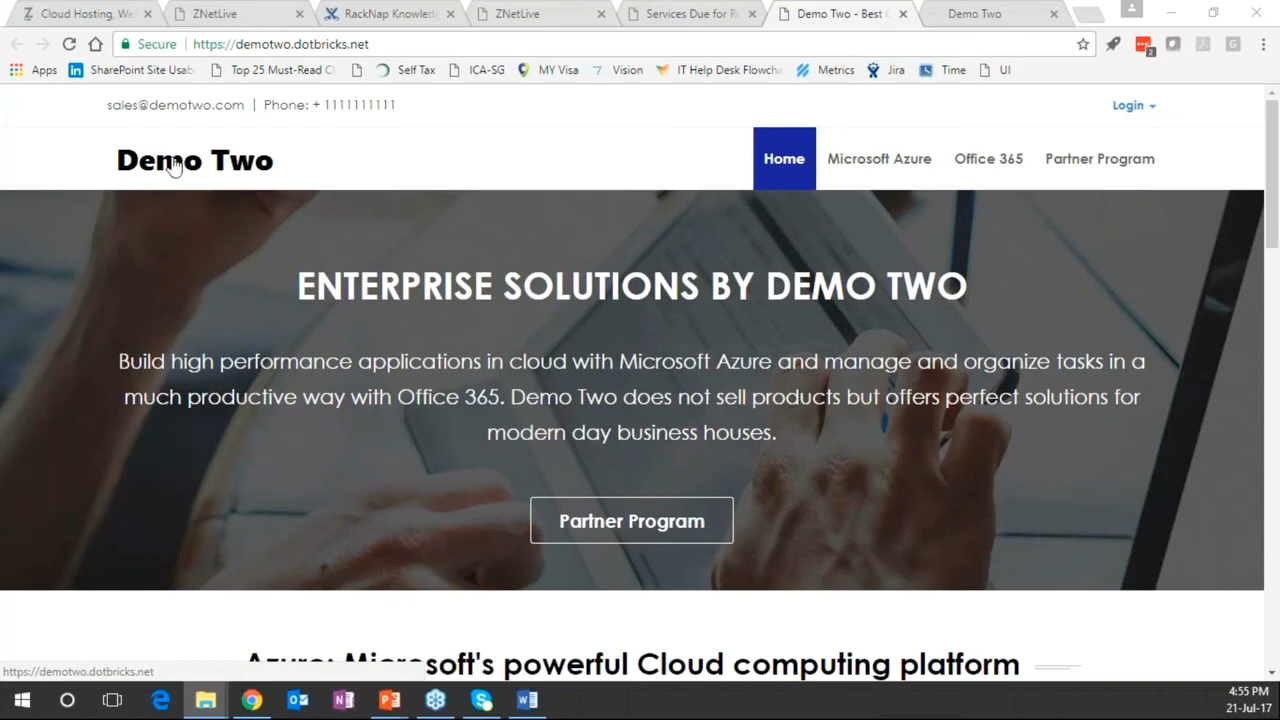 Cloud Hosting, We
ZNetLive
RackNap Knowledg
ZNetLive
Services Due for R
Demo Two - Best
Demo Two
Secure
https://demotwo.dotbricks.net
2
Apps
SharePoint Site Usab
Top 25 Must-Read C
Self Tax
ICA-SG
MY Visa
Vision
IT Help Desk Flowcha
Metrics
Jira
Time
UI
sales@demotwo.com | Phone: + 1111111111
Login
Demo Two
Home
Microsoft Azure
Office 365
Partner Program
ENTERPRISE SOLUTIONS BY DEMO TWO
Build high performance applications in cloud with Microsoft Azure and manage and organize tasks in a
much productive way with Office 365. Demo Two does not sell products but offers perfect solutions for
modern day business houses.
Partner Program
Azure: Microsoft's powerful Cloud computing platform
https://demotwo.dotbricks.net
4:55 PM
21-Jul-17